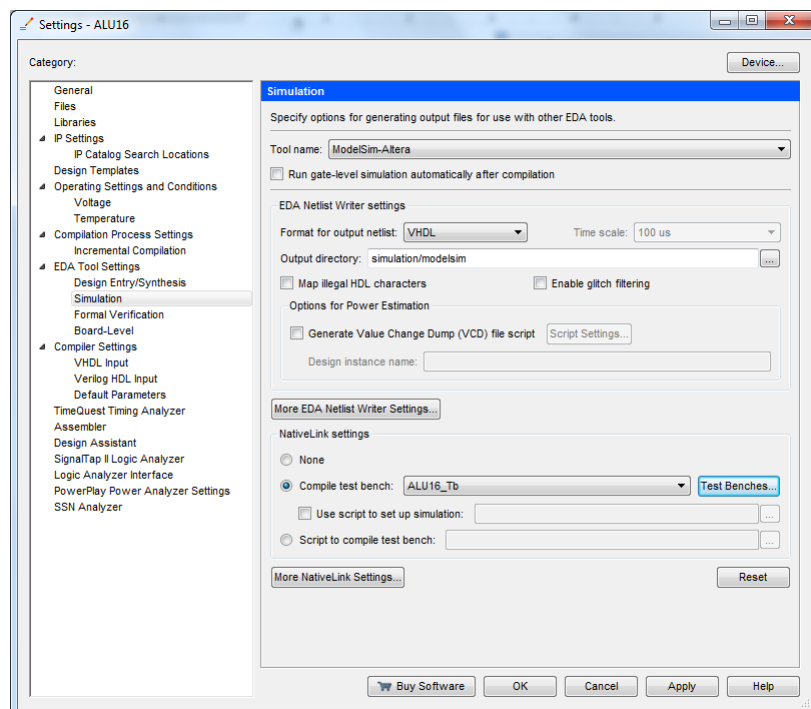 Settings - ALU16
Category:
Device...
General
Files
Libraries
IP Settings
IP Catalog Search Locations
Design Templates
Operating Settings and Conditions
Voltage
Temperature
Compilation Process Settings
Incremental Compilation
EDA Tool Settings
Design Entry/Synthesis
Simulation
Formal Verification
Board-Level
Compiler Settings
VHDL Input
Verilog HDL Input
Default Parameters
TimeQuest Timing Analyzer
Assembler
Design Assistant
SignalTap II Logic Analyzer
Logic Analyzer Interface
PowerPlay Power Analyzer Settings
SSN Analyzer
Simulation
Specify options for generating output files for use with other EDA tools.
Tool name: ModelSim-Altera
Run gate-level simulation automatically after compilation
EDA Netlist Writer settings
Format for output netlist: VHDL Time scale: 100 us
Output directory: simulation/modelsim ...
Map illegal HDL characters Enable glitch filtering
Options for Power Estimation
Generate Value Change Dump (VCD) file script Script Settings...
Design instance name:
More EDA Netlist Writer Settings...
NativeLink settings
None
Compile test bench: ALU16_Tb Test Benches...
Use script to set up simulation: ...
Script to compile test bench: ...
More NativeLink Settings... Reset
Buy Software OK Cancel Apply Help